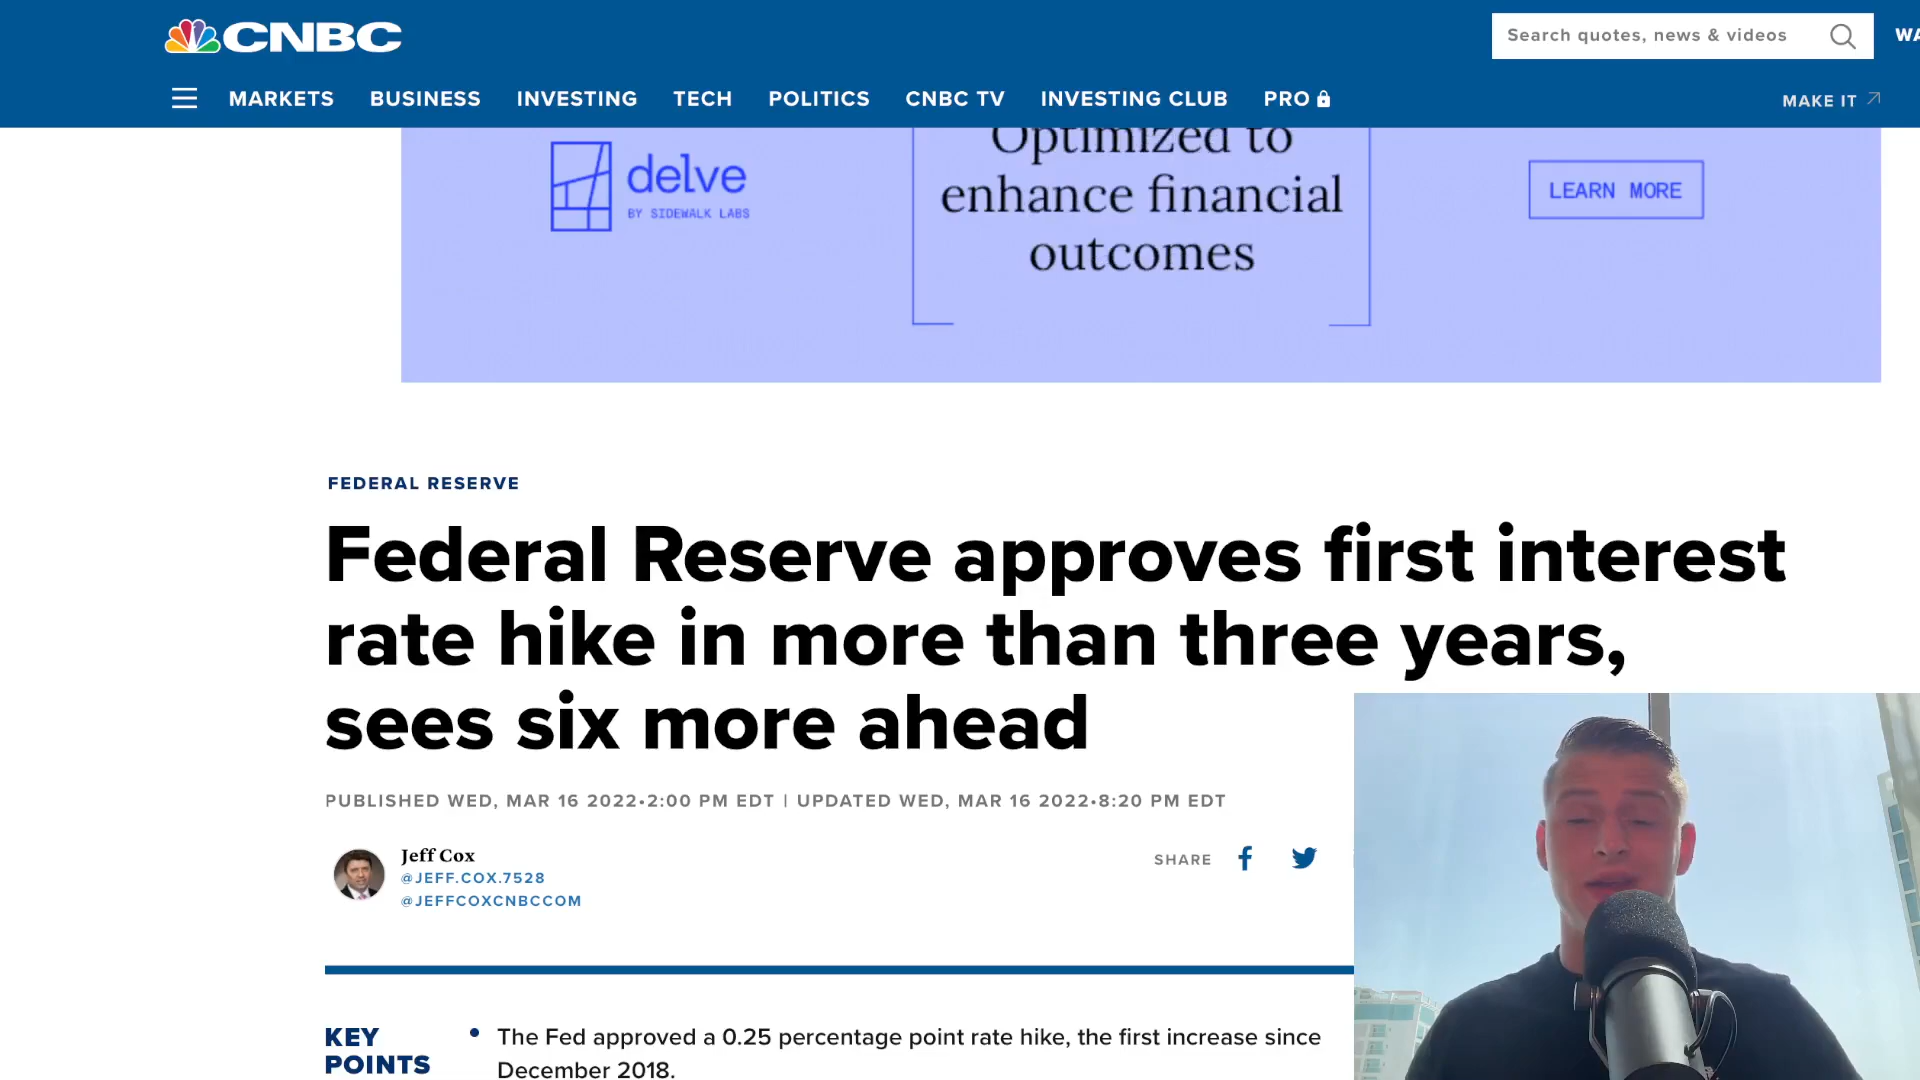 CNBC
Search quotes, news & videos
MARKETS BUSINESS INVESTING TECH POLITICS CNBC TV INVESTING CLUB PRO
MAKE IT
delve
BY SIDEWALK LABS
Optimized to
enhance financial
outcomes
LEARN MORE
FEDERAL RESERVE
Federal Reserve approves first interest
rate hike in more than three years,
sees six more ahead
PUBLISHED WED, MAR 16 2022•2:00 PM EDT | UPDATED WED, MAR 16 2022•8:20 PM EDT
Jeff Cox
@JEFF.COX.7528
@JEFFCOXCNBCCOM
SHARE
KEY
POINTS
• The Fed approved a 0.25 percentage point rate hike, the first increase since
December 2018.